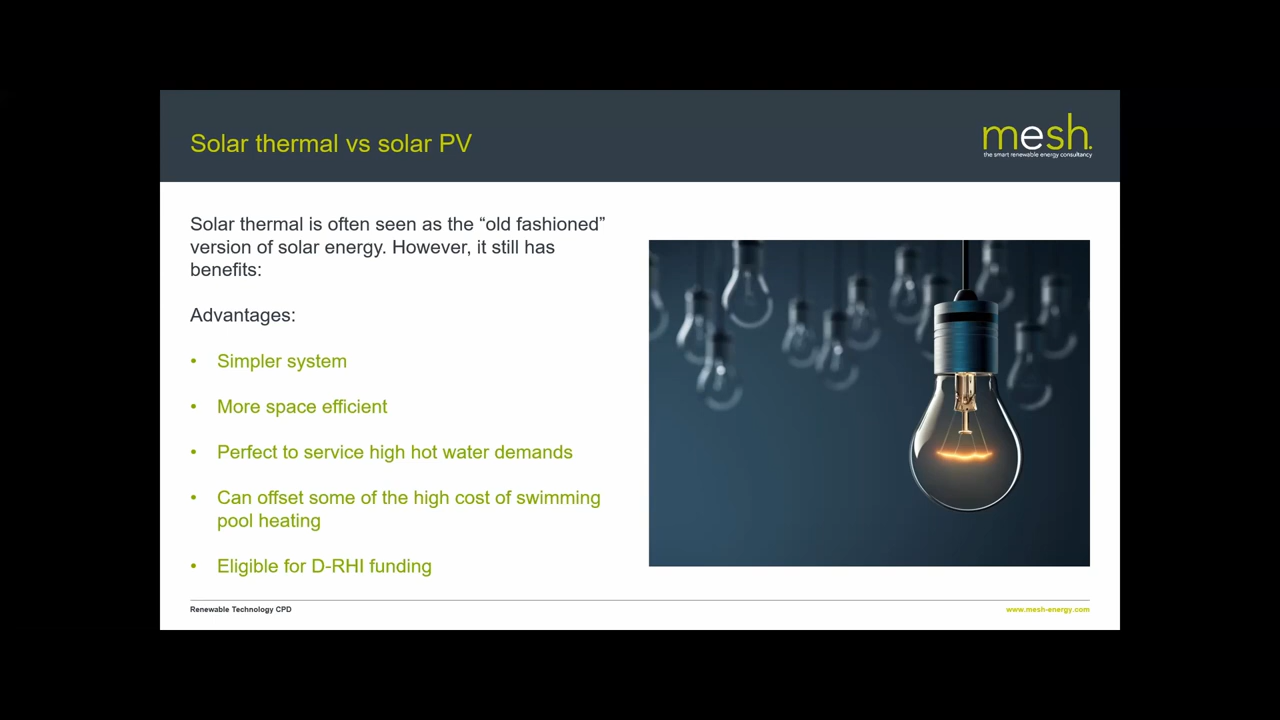 Solar thermal vs solar PV
mesh.
the smart renewable energy consultancy
Solar thermal is often seen as the “old fashioned”
version of solar energy. However, it still has
benefits:
Advantages:
• Simpler system
• More space efficient
• Perfect to service high hot water demands
• Can offset some of the high cost of swimming
pool heating
• Eligible for D-RHI funding
Renewable Technology CPD
www.mesh-energy.com